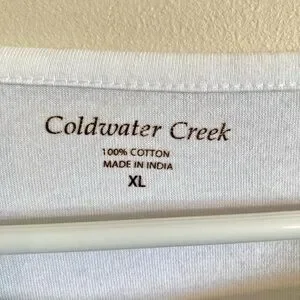 Coldwater Creek
100% COTTON
MADE IN INDIA
XL